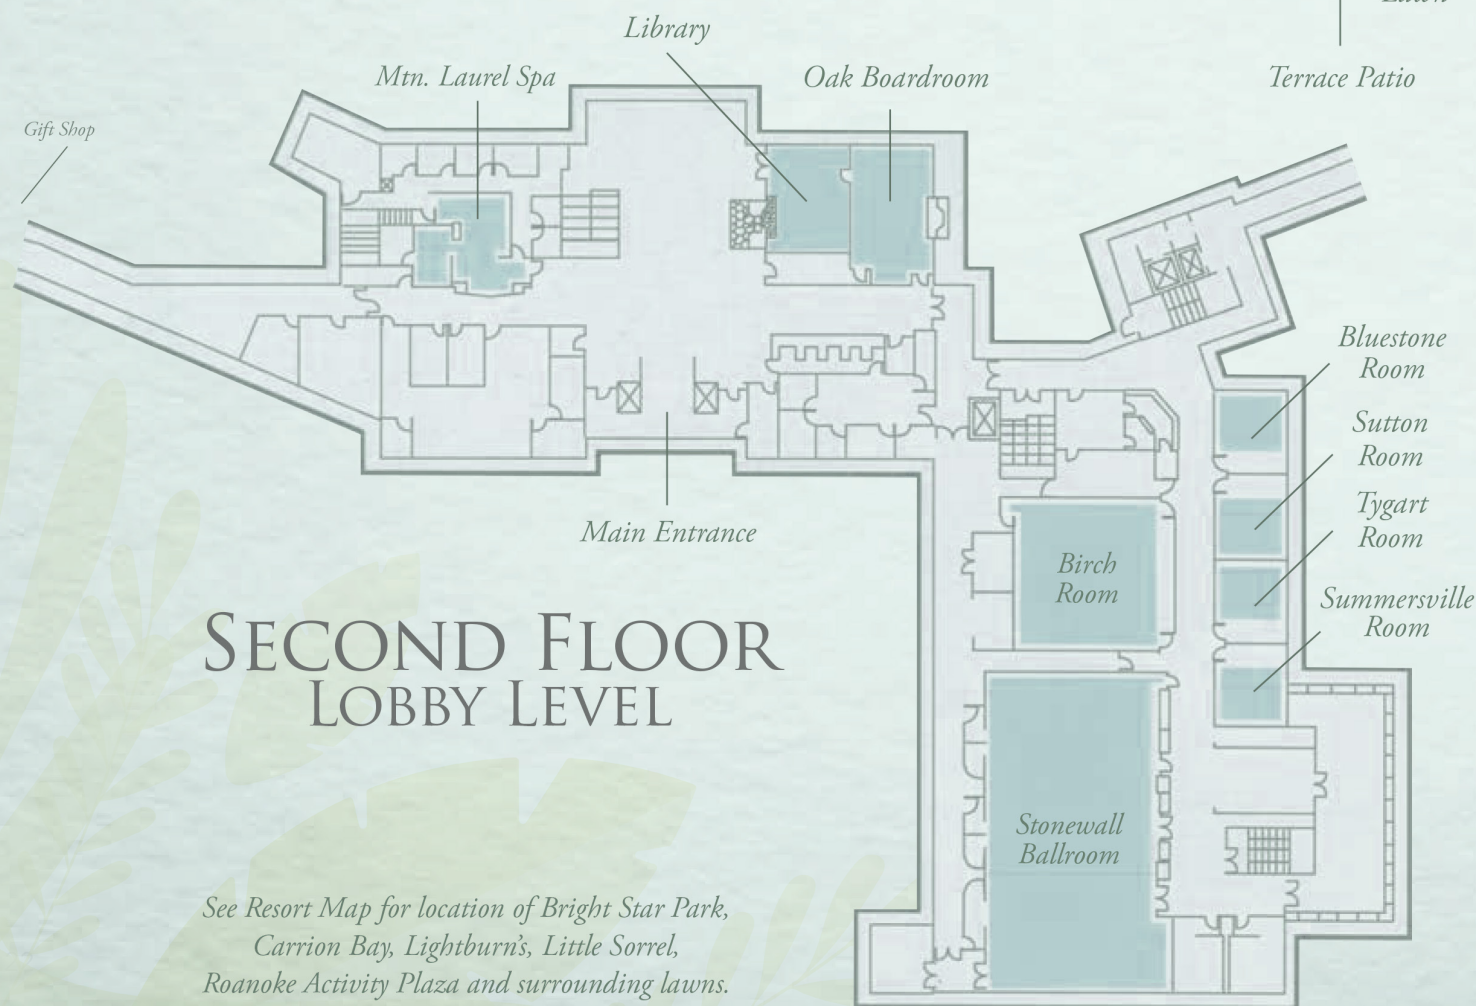 Library
Mtn. Laurel Spa
Oak Boardroom
Terrace Patio
Gift Shop
Bluestone
Room
Sutton
Room
Tygart
Room
Summersville
Room
Main Entrance
Birch
Room
SECOND FLOOR
LOBBY LEVEL
Stonewall
Ballroom
See Resort Map for location of Bright Star Park,
Carrion Bay, Lightburn's, Little Sorrel,
Roanoke Activity Plaza and surrounding lawns.